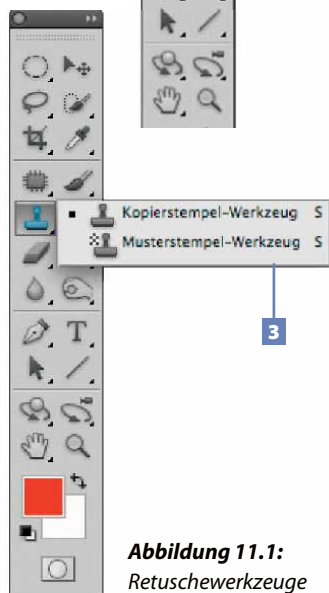 Kopierstempel-Werkzeug S
Musterstempel-Werkzeug S
3
T
Abbildung 11.1:
Retuschewerkzeuge